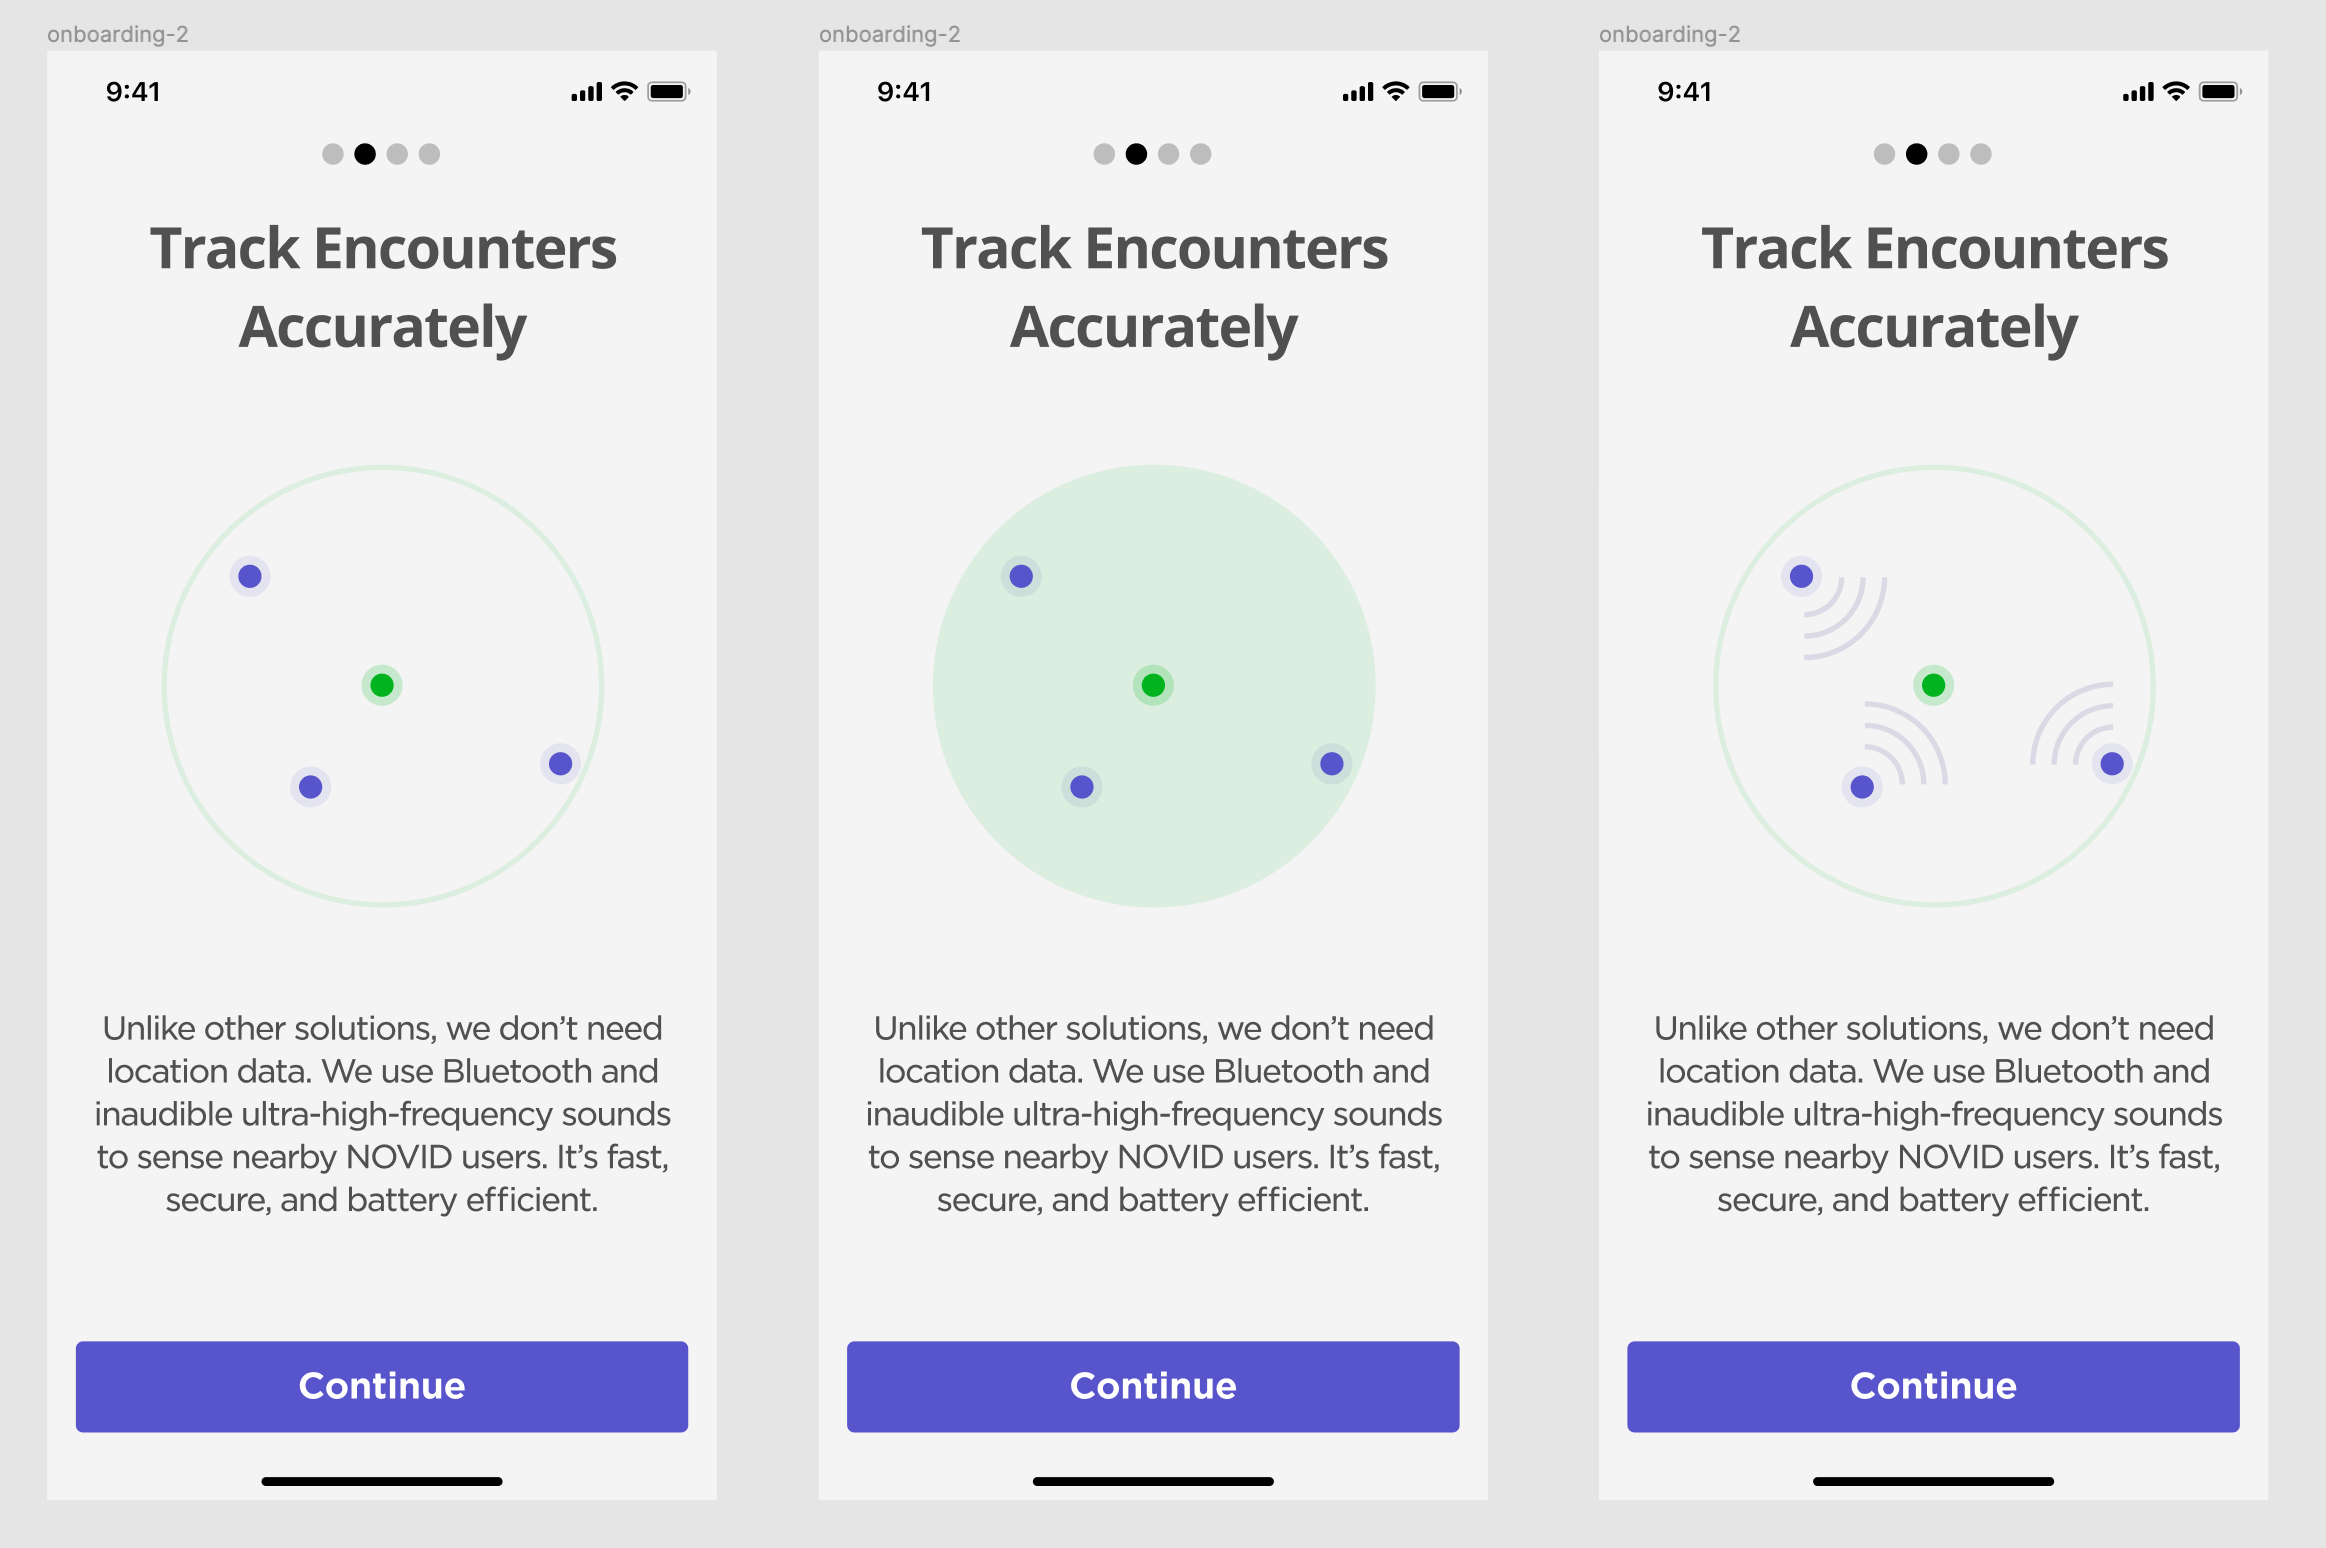 onboarding-2
9:41
Track Encounters
Accurately
Unlike other solutions, we don’t need
location data. We use Bluetooth and
inaudible ultra-high-frequency sounds
to sense nearby NOVID users. It’s fast,
secure, and battery efficient.
Continue
onboarding-2
9:41
Track Encounters
Accurately
Unlike other solutions, we don’t need
location data. We use Bluetooth and
inaudible ultra-high-frequency sounds
to sense nearby NOVID users. It’s fast,
secure, and battery efficient.
Continue
onboarding-2
9:41
Track Encounters
Accurately
Unlike other solutions, we don’t need
location data. We use Bluetooth and
inaudible ultra-high-frequency sounds
to sense nearby NOVID users. It’s fast,
secure, and battery efficient.
Continue